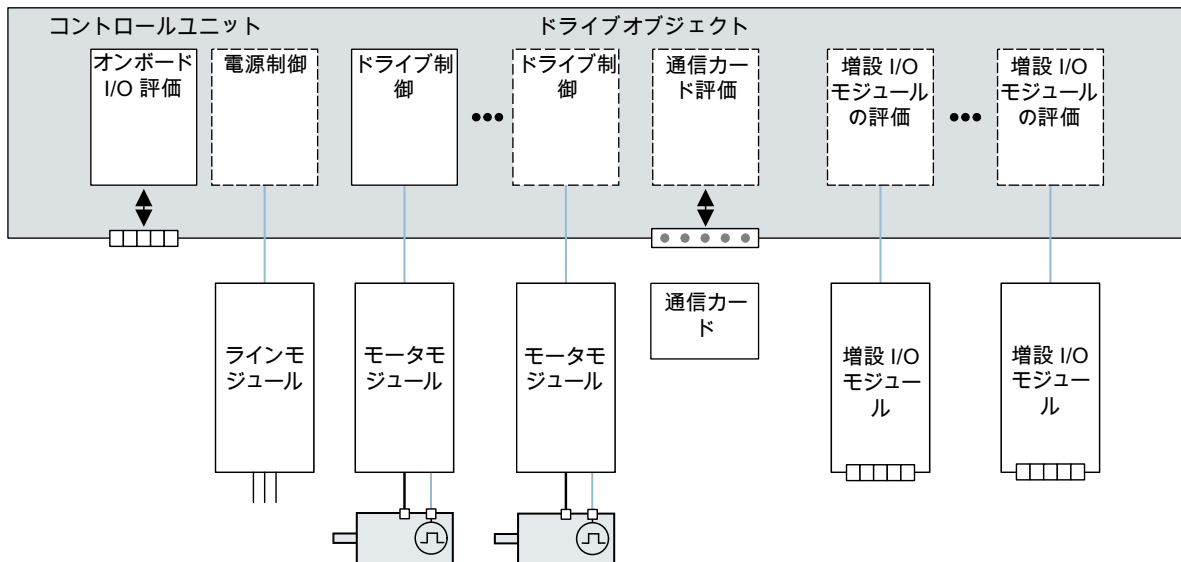 コントロールユニット
ドライブオブジェクト
オンボード
I/O 評価
電源制御
ドライブ制
御
•••
ドライブ制
御
通信カー
ド評価
増設 I/O
モジュール
の評価
•••
増設 I/O
モジュール
の評価
ラインモ
ジュール
モータモ
ジュール
モータモ
ジュール
通信カー
ド
増設 I/O
モジュー
ル
増設 I/O
モジュー
ル